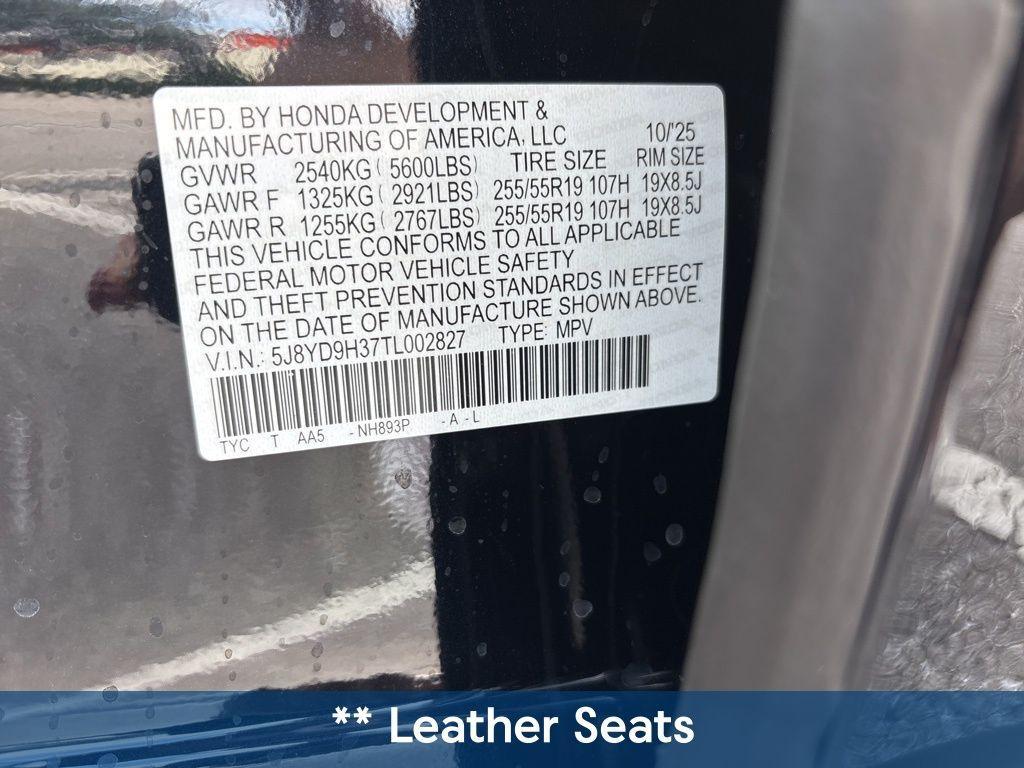 MFD. BY HONDA DEVELOPMENT &
MANUFACTURING OF AMERICA, LLC 10/'25
GVWR 2540KG ( 5600LBS) TIRE SIZE RIM SIZE
GAWR F 1325KG ( 2921LBS) 255/55R19 107H 19X8.5J
GAWR R 1255KG ( 2767LBS) 255/55R19 107H 19X8.5J
THIS VEHICLE CONFORMS TO ALL APPLICABLE
FEDERAL MOTOR VEHICLE SAFETY
AND THEFT PREVENTION STANDARDS IN EFFECT
ON THE DATE OF MANUFACTURE SHOWN ABOVE.
V.I.N.: 5J8YD9H37TL002827 TYPE: MPV
TYC T AA5 -NH893P -A -L
** Leather Seats